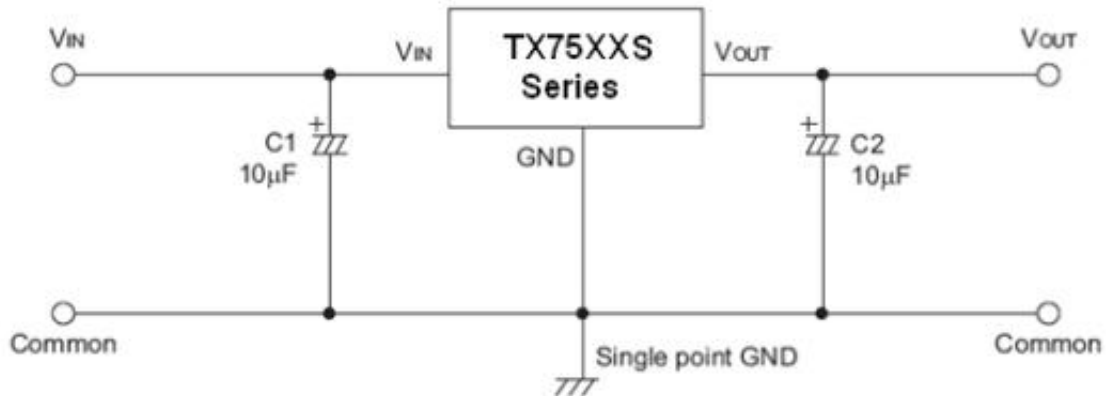 VIN
VIN
TX75XXS
Series
VOUT
VOUT
+
C1
10μF
GND
+
C2
10μF
Common
Single point GND
Common